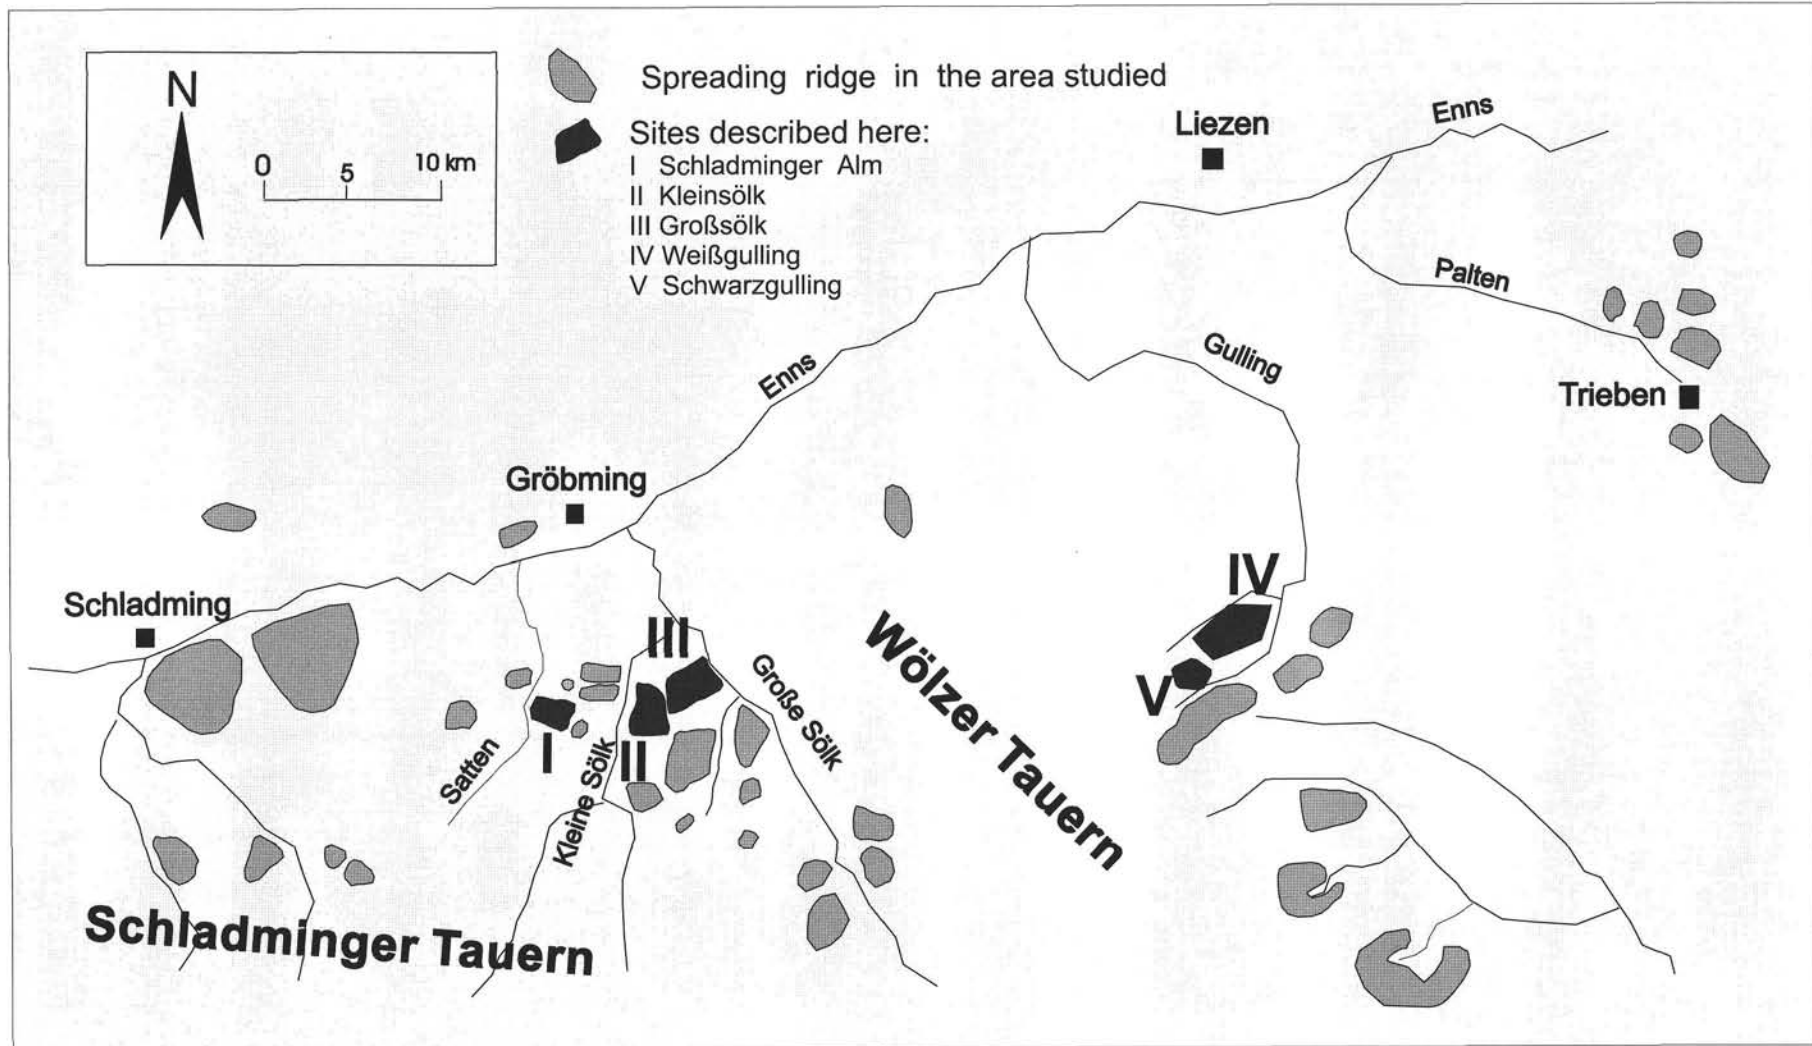 N
0 5 10 km
Spreading ridge in the area studied
Sites described here:
I Schladminger Alm
II Kleinsölk
III Großsölk
IV Weißgulling
V Schwarzgulling
Liezen
Enns
Palten
Trieben
Gulling
Enns
Gröbming
Schladming
III
IV
V
I
II
Satten
Kleine Sölk
Große Sölk
Wölzer Tauern
Schladminger Tauern